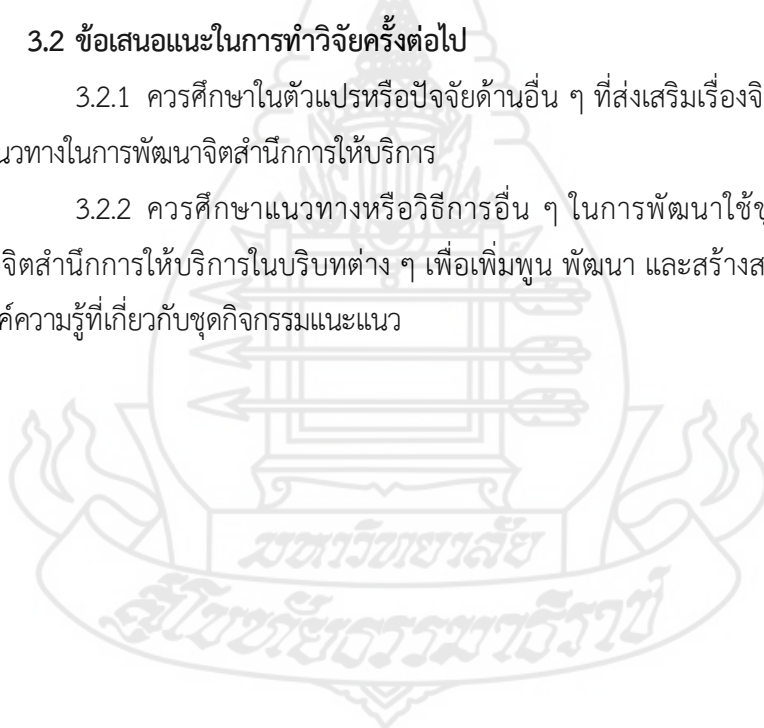 3.2 ข้อเสนอแนะในการทำวิจัยครั้งต่อไป
3.2.1 ควรศึกษาในตัวแปรหรือปัจจัยด้านอื่น ๆ ที่ส่งเสริมเรื่องจิ
นวทางในการพัฒนาจิตสำนึกการให้บริการ
3.2.2 ควรศึกษาแนวทางหรือวิธีการอื่น ๆ ในการพัฒนาใช้ชุ
จิตสำนึกการให้บริการในบริบทต่าง ๆ เพื่อเพิ่มพูน พัฒนา และสร้างส
ค์ความรู้ที่เกี่ยวกับชุดกิจกรรมแนะแนว
มหาวิทยาลัย
สุโขทัยธรรมาธิราช